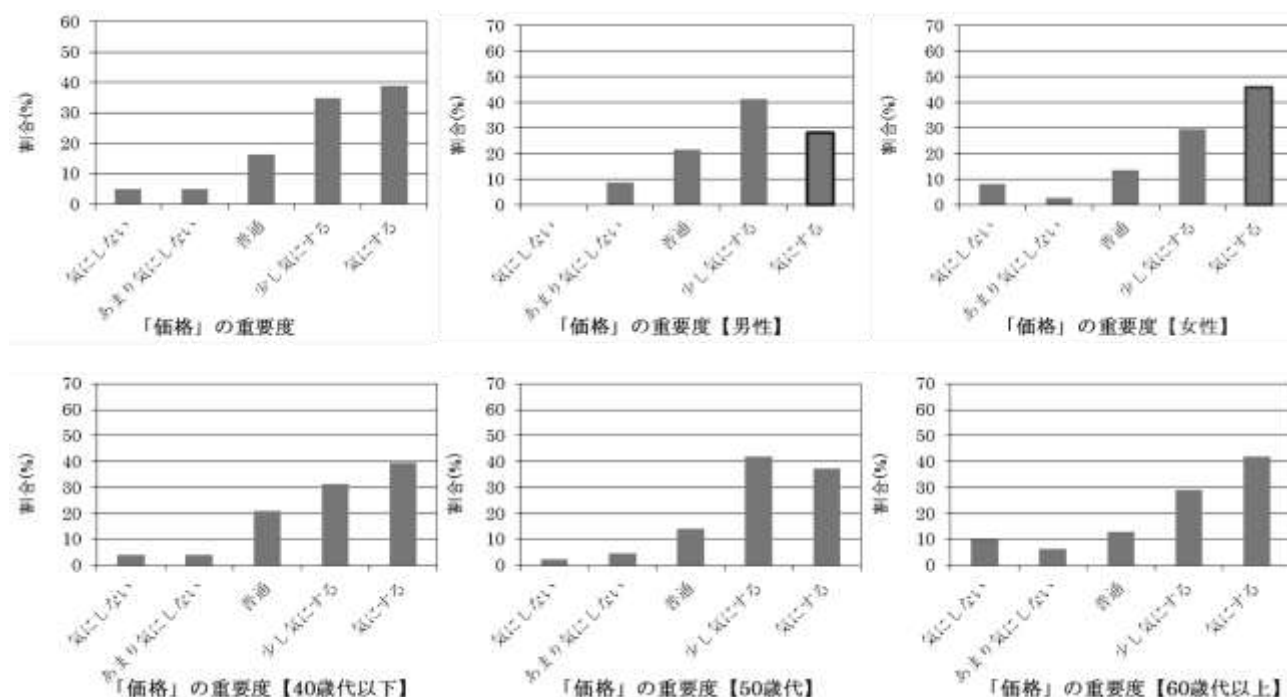 60
50
40
30
20
10
0
割合(%)
気にしない
あまり気にしない
普通
少し気にする
気にする
「価格」の重要度
70
60
50
40
30
20
10
0
割合(%)
気にしない
あまり気にしない
普通
少し気にする
気にする
「価格」の重要度【男性】
70
60
50
40
30
20
10
0
割合(%)
気にしない
あまり気にしない
普通
少し気にする
気にする
「価格」の重要度【女性】
70
60
50
40
30
20
10
0
割合(%)
気にしない
あまり気にしない
普通
少し気にする
気にする
「価格」の重要度【40歳代以下】
70
60
50
40
30
20
10
0
割合(%)
気にしない
あまり気にしない
普通
少し気にする
気にする
「価格」の重要度【50歳代】
70
60
50
40
30
20
10
0
割合(%)
気にしない
あまり気にしない
普通
少し気にする
気にする
「価格」の重要度【60歳代以上】